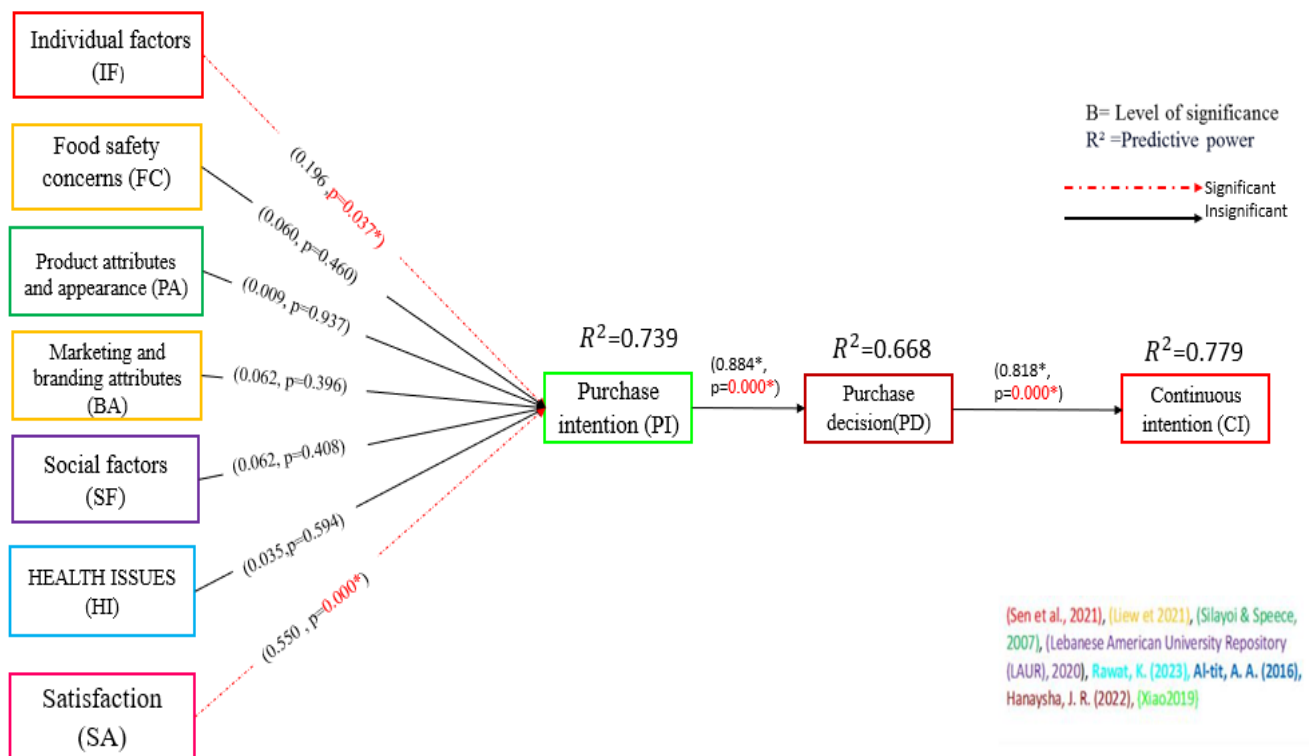 Individual factors
(IF)
Food safety
concerns (FC)
Product attributes
and appearance (PA)
Marketing and
branding attributes
(BA)
Social factors
(SF)
HEALTH ISSUES
(HI)
Satisfaction
(SA)
(0.196 ,p=0.037*)
(0.060, p=0.460)
(0.009, p=0.937)
(0.062, p=0.396)
(0.062, p=0.408)
(0.035,p=0.594)
(0.550 , p=0.000*)
R²=0.739
Purchase
intention (PI)
(0.884*,
p=0.000*)
R²=0.668
Purchase
decision(PD)
(0.818*,
p=0.000*)
R²=0.779
Continuous
intention (CI)
B= Level of significance
R² =Predictive power
Significant
Insignificant
(Sen et al., 2021), (Liew et 2021), (Silayoi & Speece,
2007), (Lebanese American University Repository
(LAUR), 2020), Rawat, K. (2023), Al-tit, A. A. (2016),
Hanaysha, J. R. (2022), (Xiao2019)